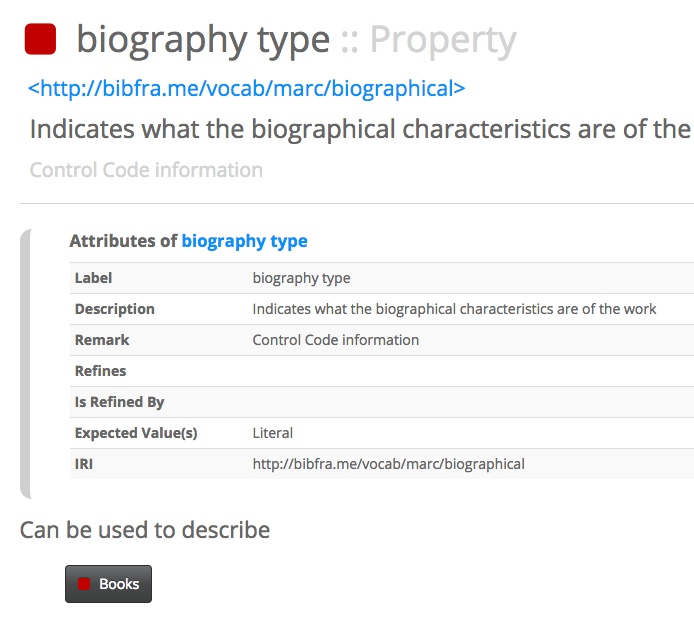 biography type :: Property
<http://bibfra.me/vocab/marc/biographical>
Indicates what the biographical characteristics are of the
Control Code information
Attributes of biography type
Label biography type
Description Indicates what the biographical characteristics are of the work
Remark Control Code information
Refines
Is Refined By
Expected Value(s) Literal
IRI http://bibfra.me/vocab/marc/biographical
Can be used to describe
Books